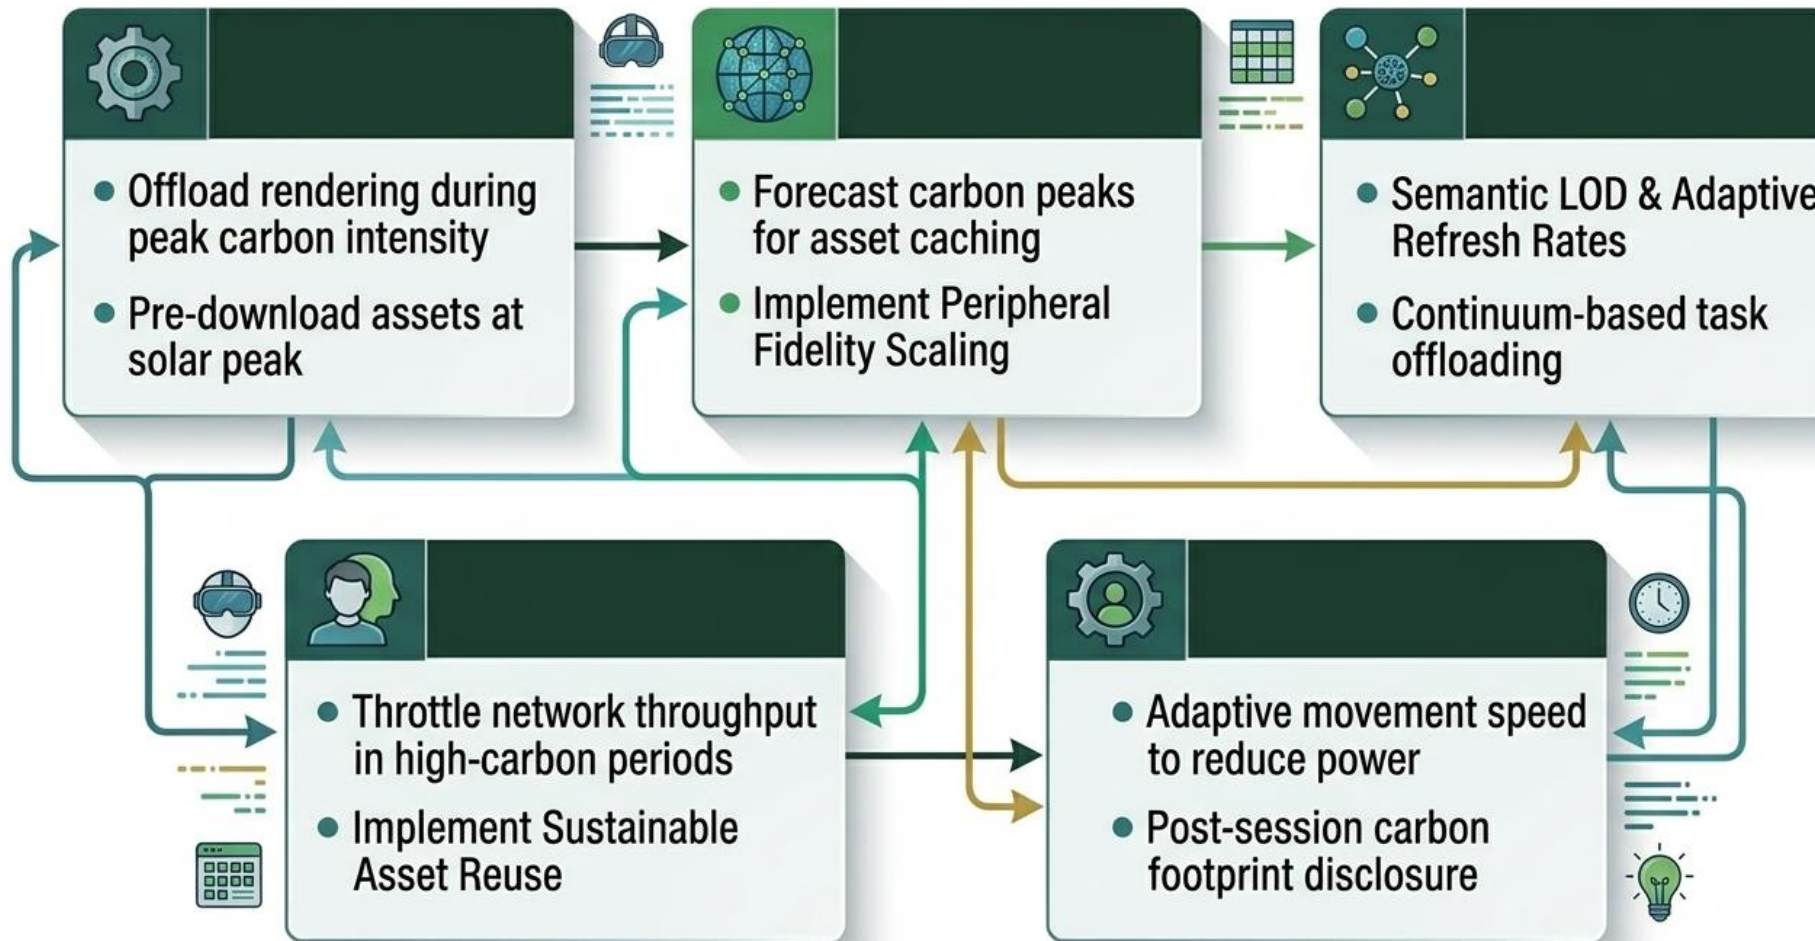 Offload rendering during
peak carbon intensity
Pre-download assets at
solar peak
Forecast carbon peaks
for asset caching
Implement Peripheral
Fidelity Scaling
Semantic LOD & Adaptive
Refresh Rates
Continuum-based task
offloading
Throttle network throughput
in high-carbon periods
Implement Sustainable
Asset Reuse
Adaptive movement speed
to reduce power
Post-session carbon
footprint disclosure